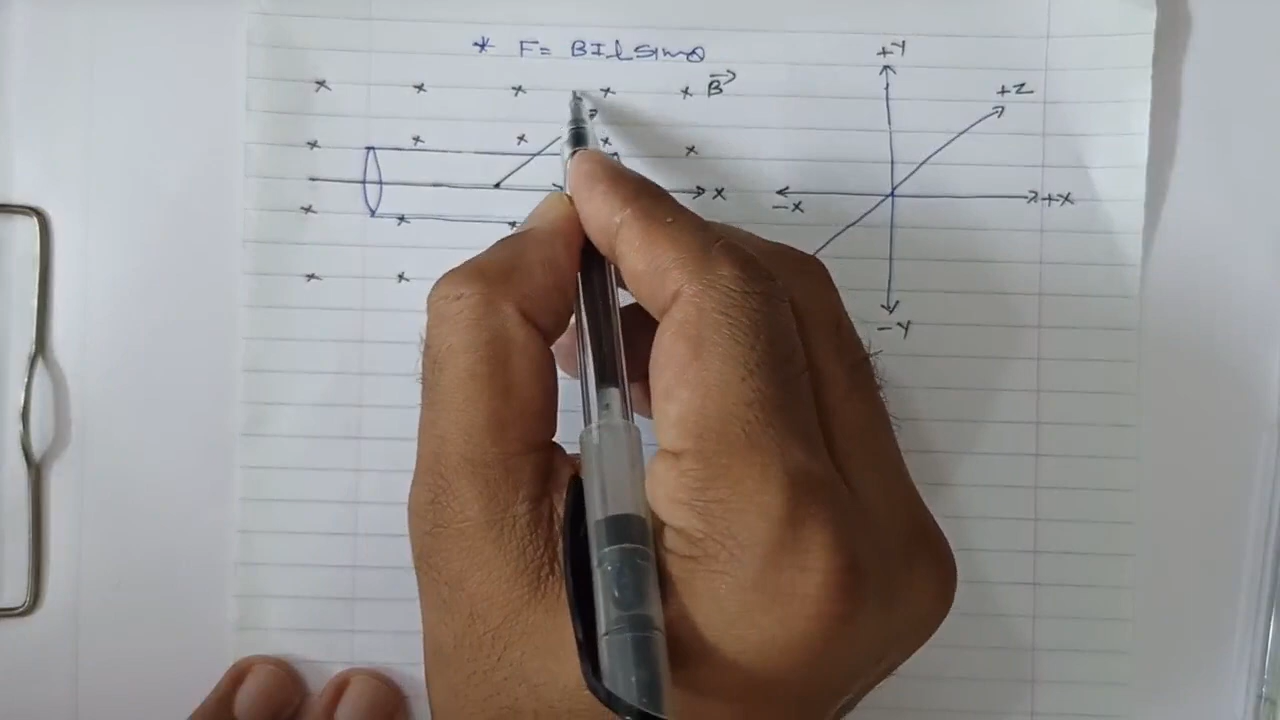 * F= BIl Sinθ
+Y
x x x x x B→
+Z
x x x x x
x
-x +x
x x x
x x
-Y